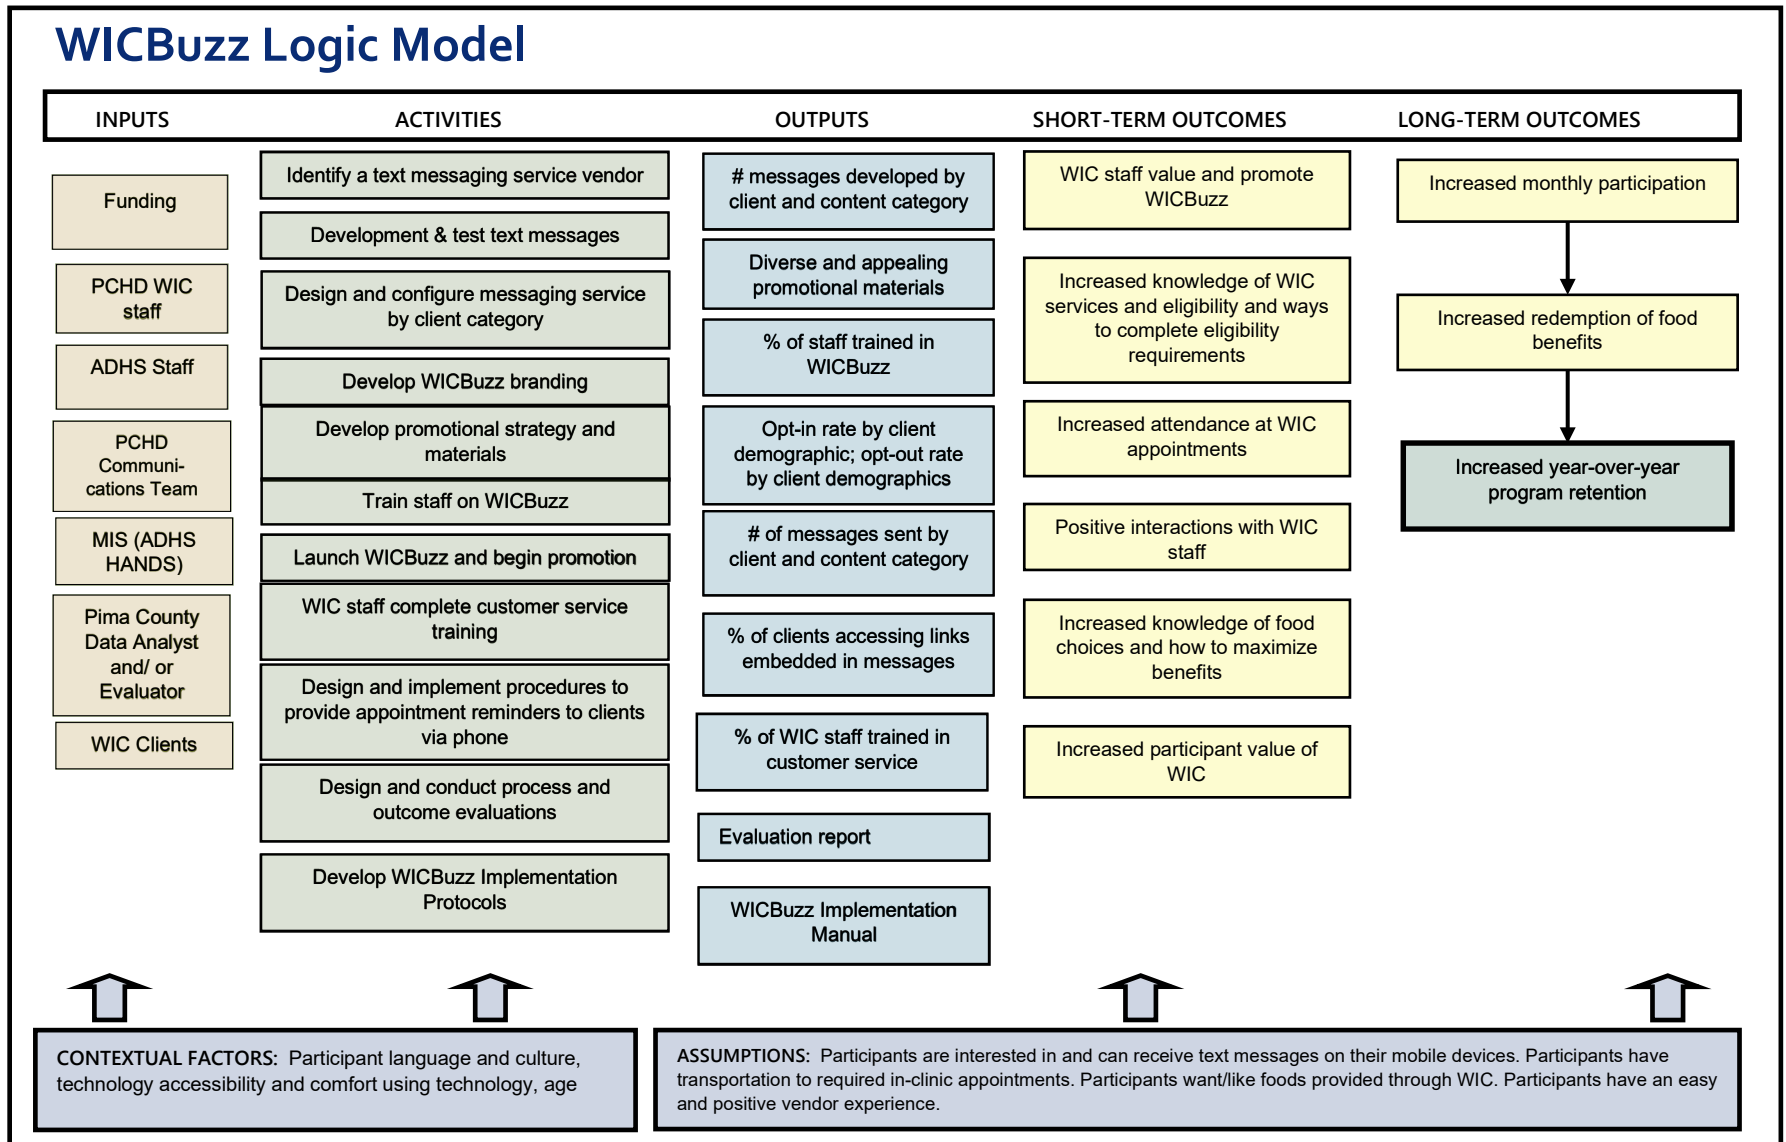 WICBuzz Logic Model
INPUTS
ACTIVITIES
OUTPUTS
SHORT-TERM OUTCOMES
LONG-TERM OUTCOMES
Funding
PCHD WIC
staff
ADHS Staff
PCHD
Communi-
cations Team
MIS (ADHS
HANDS)
Pima County
Data Analyst
and/ or
Evaluator
WIC Clients
Identify a text messaging service vendor
Development & test text messages
Design and configure messaging service
by client category
Develop WICBuzz branding
Develop promotional strategy and
materials
Train staff on WICBuzz
Launch WICBuzz and begin promotion
WIC staff complete customer service
training
Design and implement procedures to
provide appointment reminders to clients
via phone
Design and conduct process and
outcome evaluations
Develop WICBuzz Implementation
Protocols
# messages developed by
client and content category
Diverse and appealing
promotional materials
% of staff trained in
WICBuzz
Opt-in rate by client
demographic; opt-out rate
by client demographics
# of messages sent by
client and content category
% of clients accessing links
embedded in messages
% of WIC staff trained in
customer service
Evaluation report
WICBuzz Implementation
Manual
WIC staff value and promote
WICBuzz
Increased knowledge of WIC
services and eligibility and ways
to complete eligibility
requirements
Increased attendance at WIC
appointments
Positive interactions with WIC
staff
Increased knowledge of food
choices and how to maximize
benefits
Increased participant value of
WIC
Increased monthly participation
Increased redemption of food
benefits
Increased year-over-year
program retention
CONTEXTUAL FACTORS: Participant language and culture,
technology accessibility and comfort using technology, age
ASSUMPTIONS: Participants are interested in and can receive text messages on their mobile devices. Participants have
transportation to required in-clinic appointments. Participants want/like foods provided through WIC. Participants have an easy
and positive vendor experience.